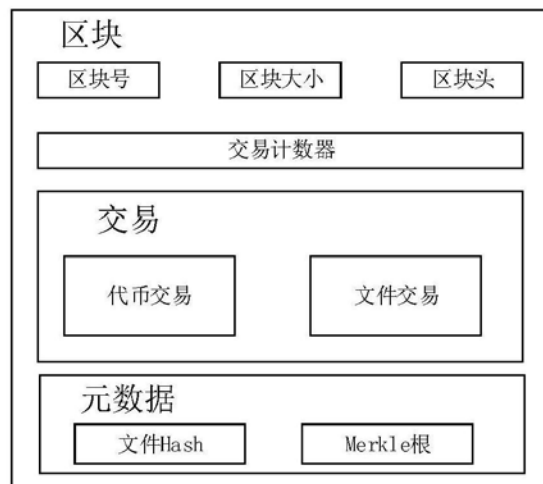 区块
区块号 区块大小 区块头
交易计数器
交易
代币交易 文件交易
元数据
文件Hash Merkle根